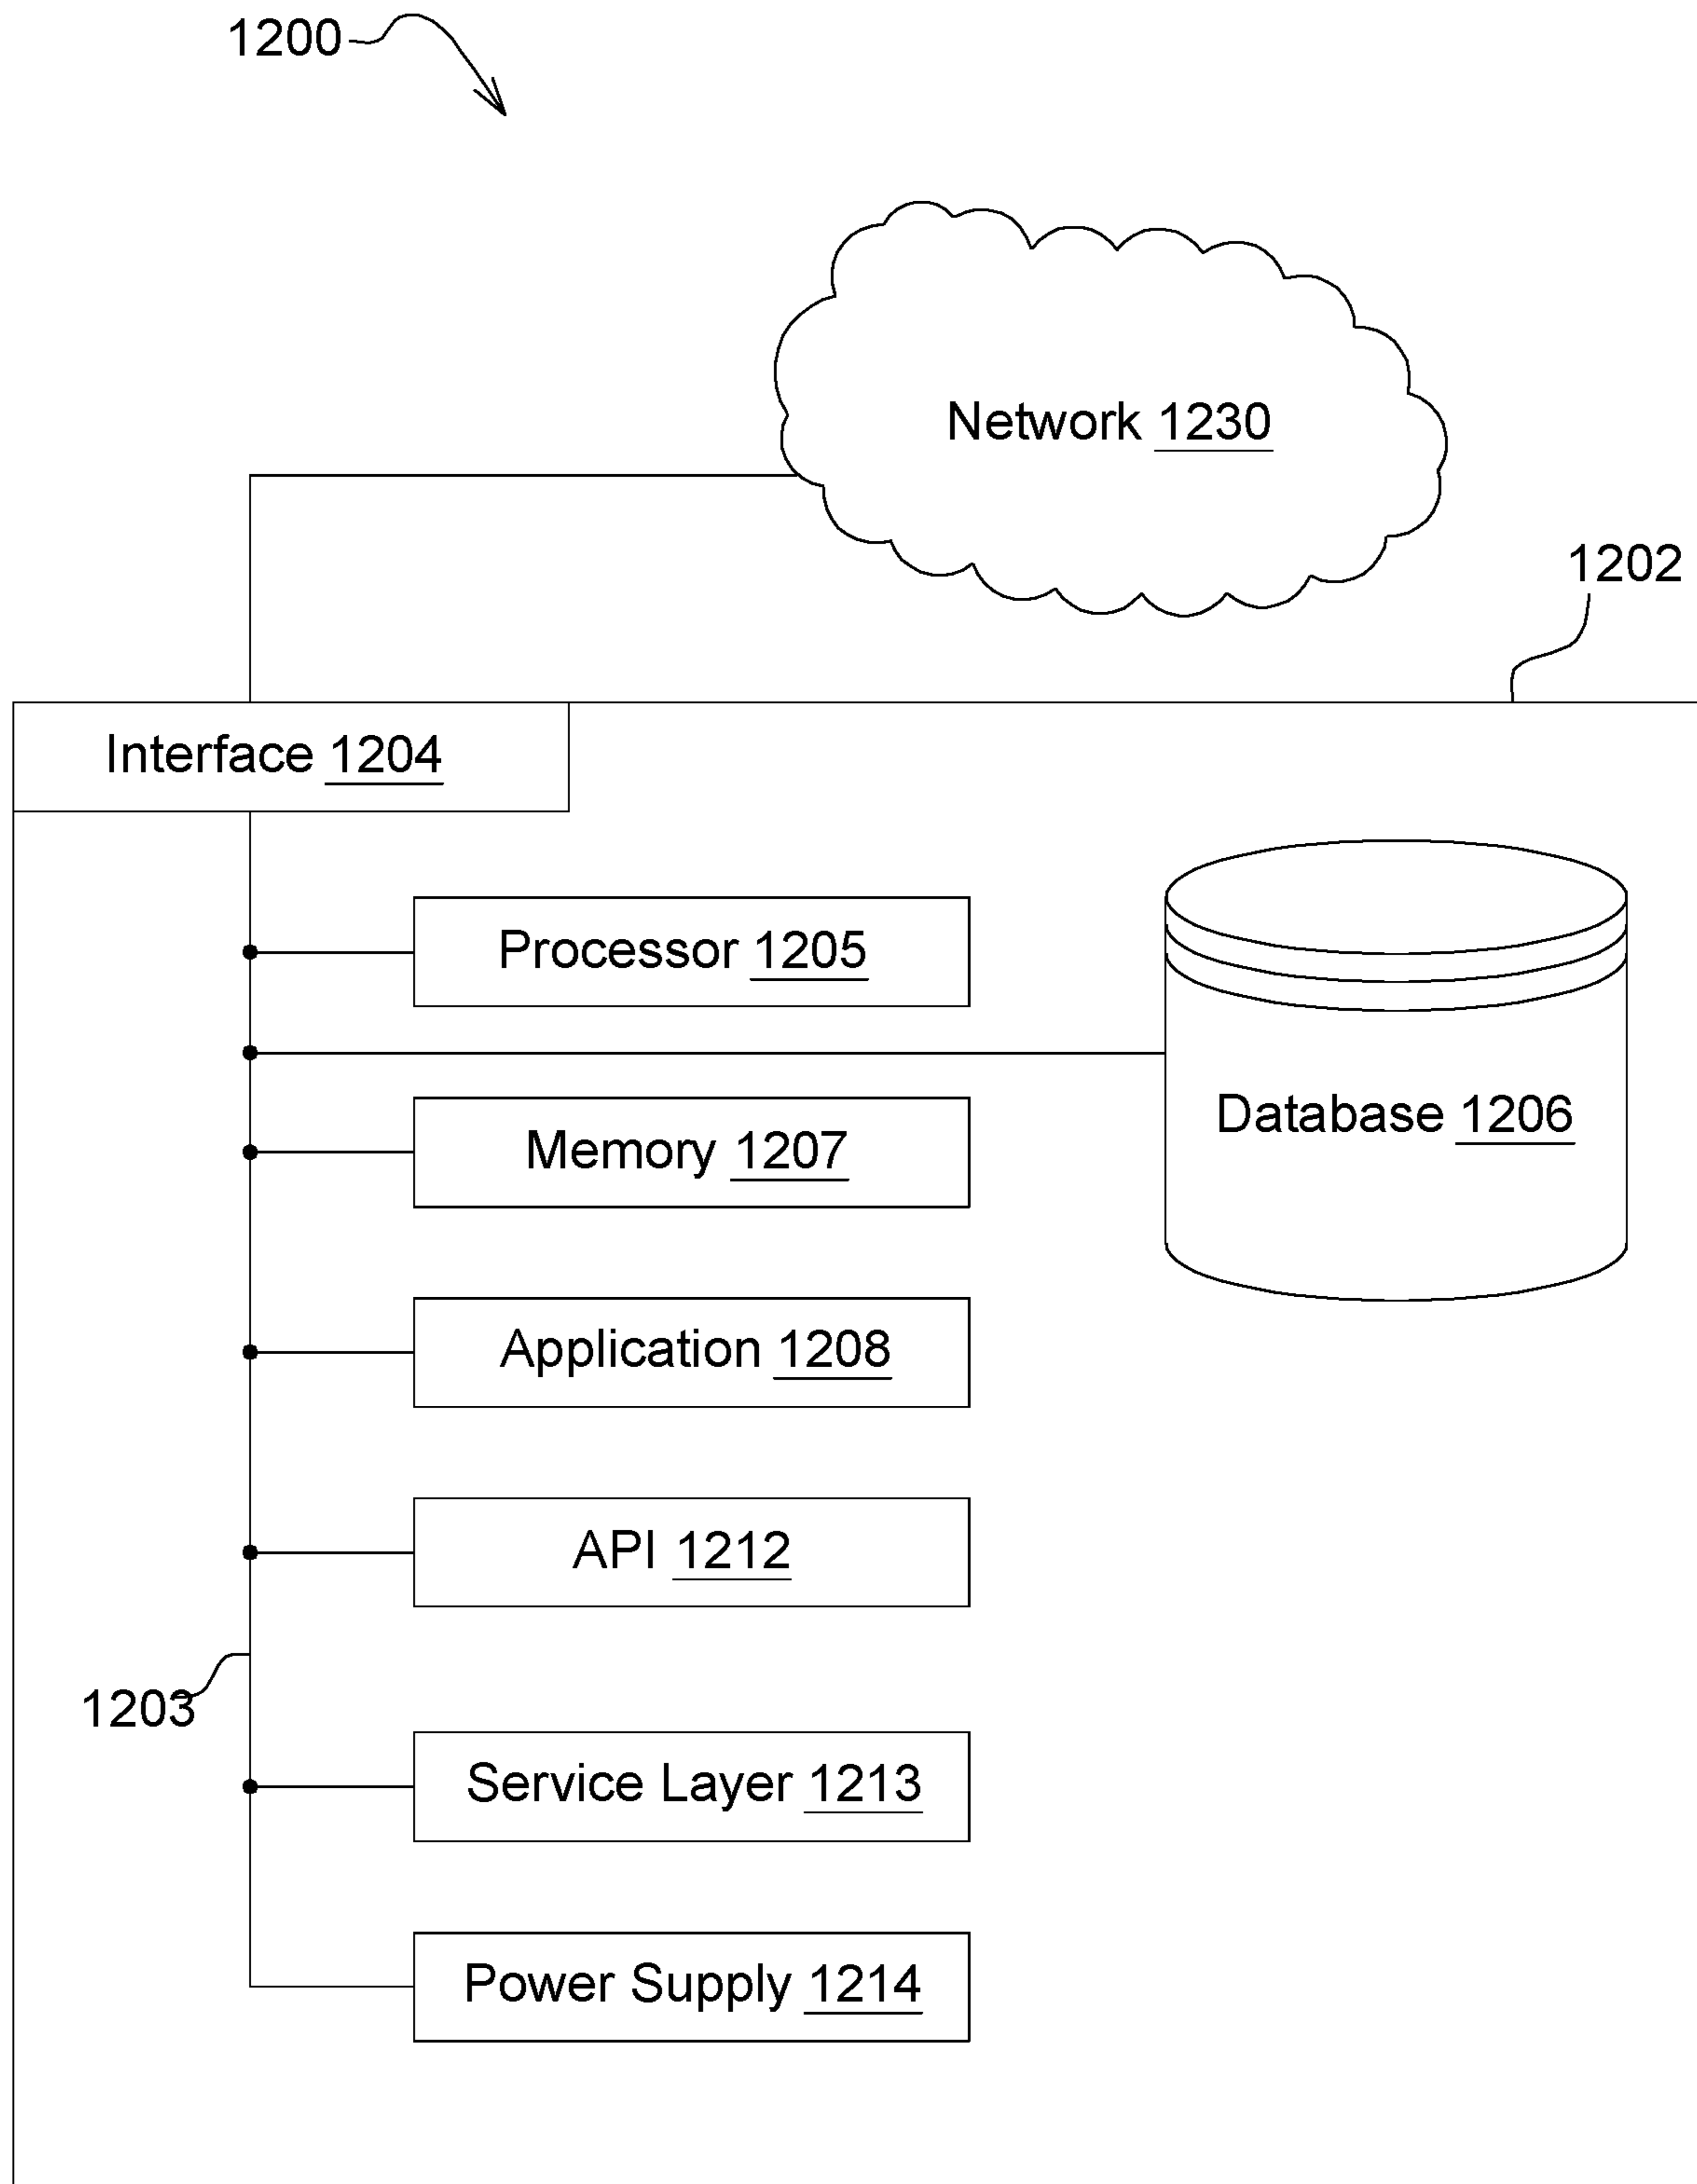 1200
Network 1230
1202
Interface 1204
Processor 1205
Database 1206
Memory 1207
Application 1208
API 1212
1203
Service Layer 1213
Power Supply 1214